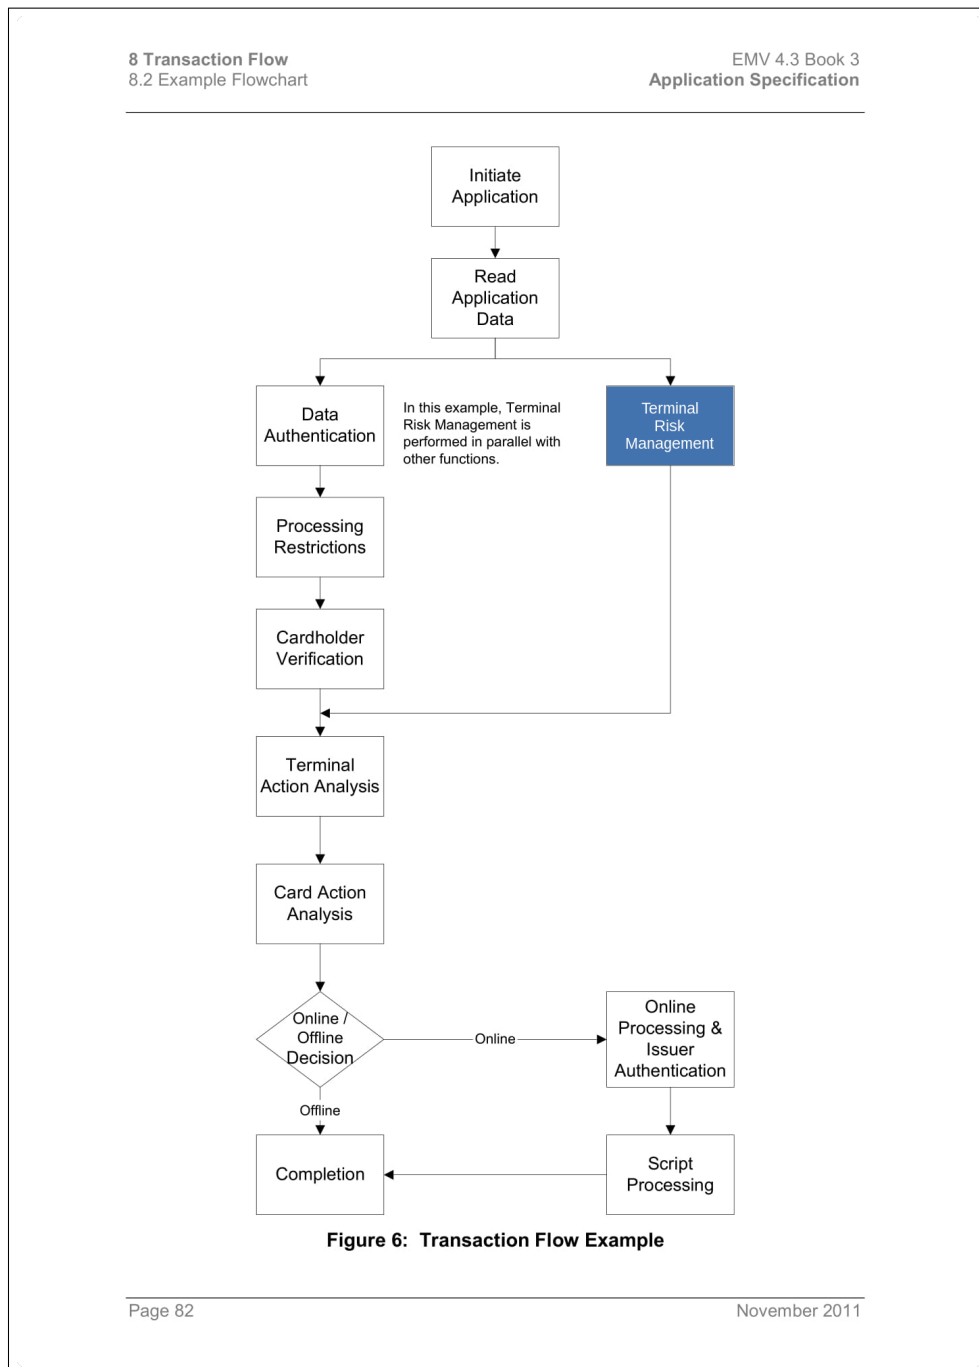 8 Transaction Flow
8.2 Example Flowchart
EMV 4.3 Book 3
Application Specification
Initiate
Application
Read
Application
Data
Data
Authentication
In this example, Terminal
Risk Management is
performed in parallel with
other functions.
Terminal
Risk
Management
Processing
Restrictions
Cardholder
Verification
Terminal
Action Analysis
Card Action
Analysis
Online /
Offline
Decision
Online
Online
Processing &
Issuer
Authentication
Offline
Completion
Script
Processing
Figure 6: Transaction Flow Example
Page 82
November 2011